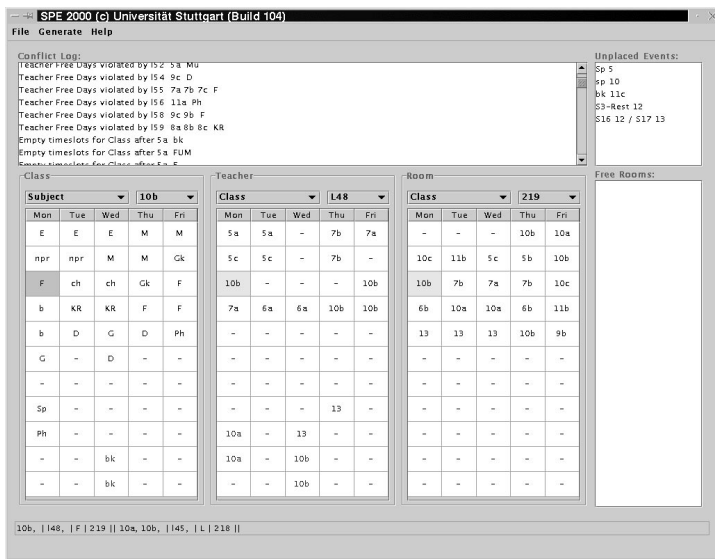 SPE 2000 (c) Universität Stuttgart (Build 104)
File Generate Help
Conflict Log:
Teacher Free Days violated by l52 5a Mu
Teacher Free Days violated by l54 9c D
Teacher Free Days violated by l55 7a 7b 7c F
Teacher Free Days violated by l56 11a Ph
Teacher Free Days violated by l58 9c 9b F
Teacher Free Days violated by l59 8a 8b 8c KR
Empty timeslots for Class after 5a bk
Empty timeslots for Class after 5a FUM
Empty timeslots for Class after 5a F
Unplaced Events:
Sp 5
sp 10
bk 11c
S3-Rest 12
S16 12 / S17 13
Free Rooms:
Class
Subject 10b
Mon Tue Wed Thu Fri
E E E M M
npr npr M M Gk
F ch ch Gk F
b KR KR F F
b D G D Ph
G - D - -
- - - - -
Sp - - - -
Ph - - - -
- - bk - -
- - bk - -
Teacher
Class L48
Mon Tue Wed Thu Fri
5a 5a - 7b 7a
5c 5c - 7b -
10b - - - 10b
7a 6a 6a 10b 10b
- - - - -
- - - - -
- - - - -
- - - 13 -
10a - 13 - -
10a - 10b - -
- - 10b - -
Room
Class 219
Mon Tue Wed Thu Fri
- - - 10b 10a
10c 11b 5c 5b 10b
10b 7b 7a 7b 10c
6b 10a 10a 6b 11b
13 13 13 10b 9b
- - - - -
- - - - -
- - - - -
- - - - -
- - - - -
- - - - -
10b, | l48, | F | 219 || 10a, 10b, | l45, | L | 218 ||